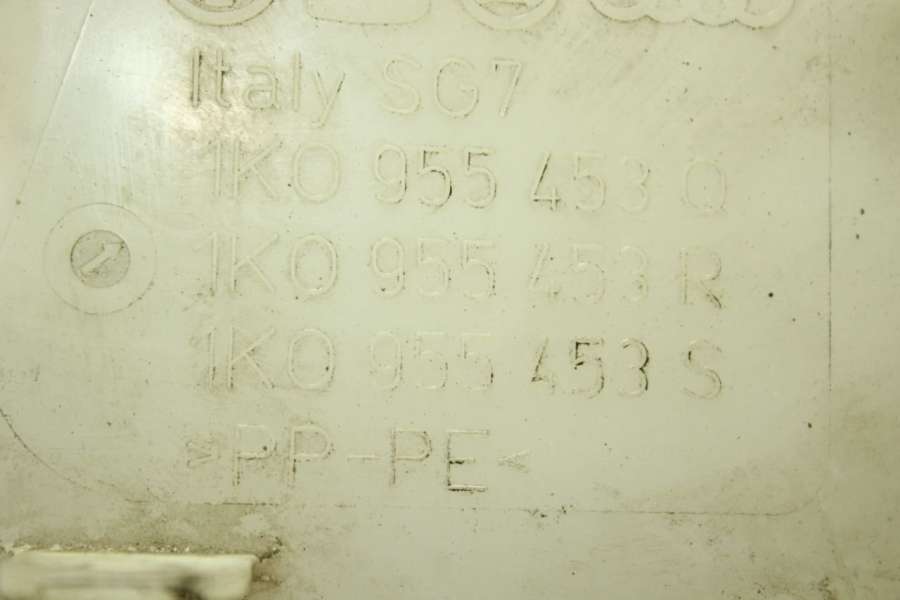 Italy SG7
1K0 955 453 Q
1K0 955 453 R
1K0 955 453 S
>PP-PE<